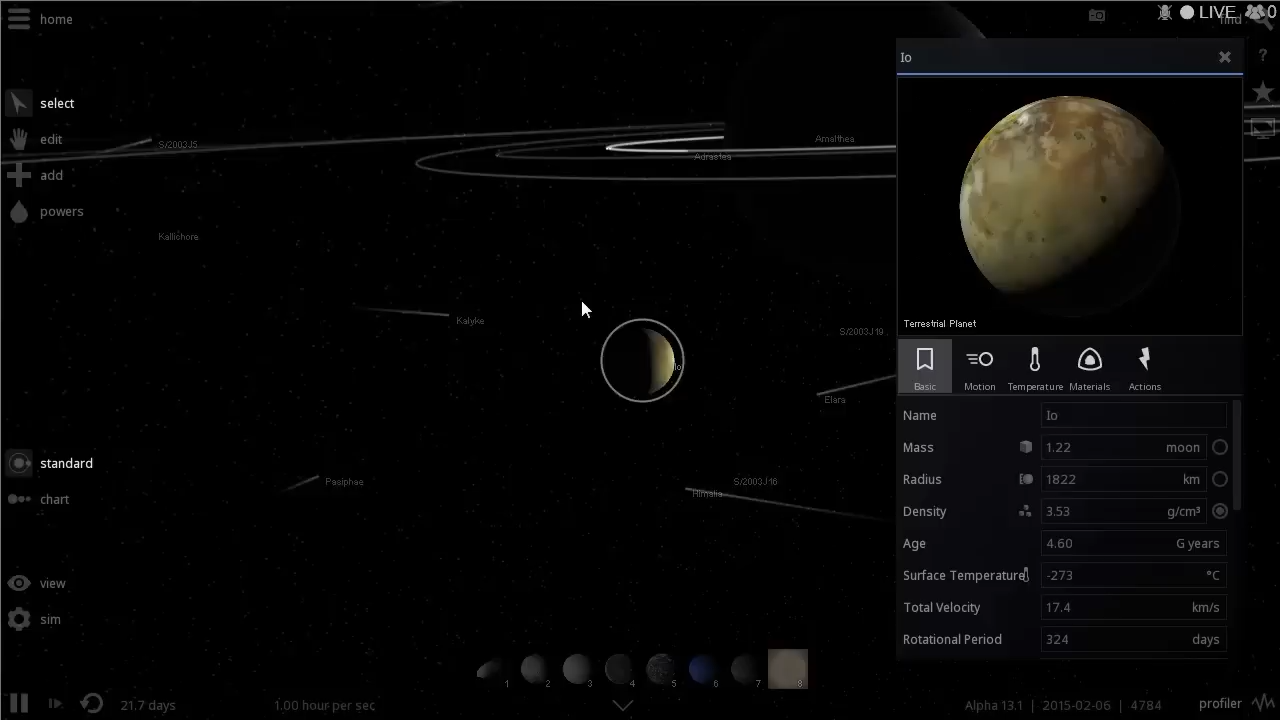 home
LIVE 0
find
Io
select
edit
add
powers
S/2003J5
Adrastea
Amalthea
Kallichore
Kalyke
S/2003J19
Io
Elara
Terrestrial Planet
Basic
Motion
Temperature
Materials
Actions
Name Io
Mass 1.22 moon
Radius 1822 km
Density 3.53 g/cm³
Age 4.60 G years
Surface Temperature -273 °C
Total Velocity 17.4 km/s
Rotational Period 324 days
standard
chart
Pasiphae
S/2003J16
Himalia
view
sim
1 2 3 4 5 6 7 8
21.7 days
1.00 hour per sec
Alpha 13.1 | 2015-02-06 | 4784
profiler
?